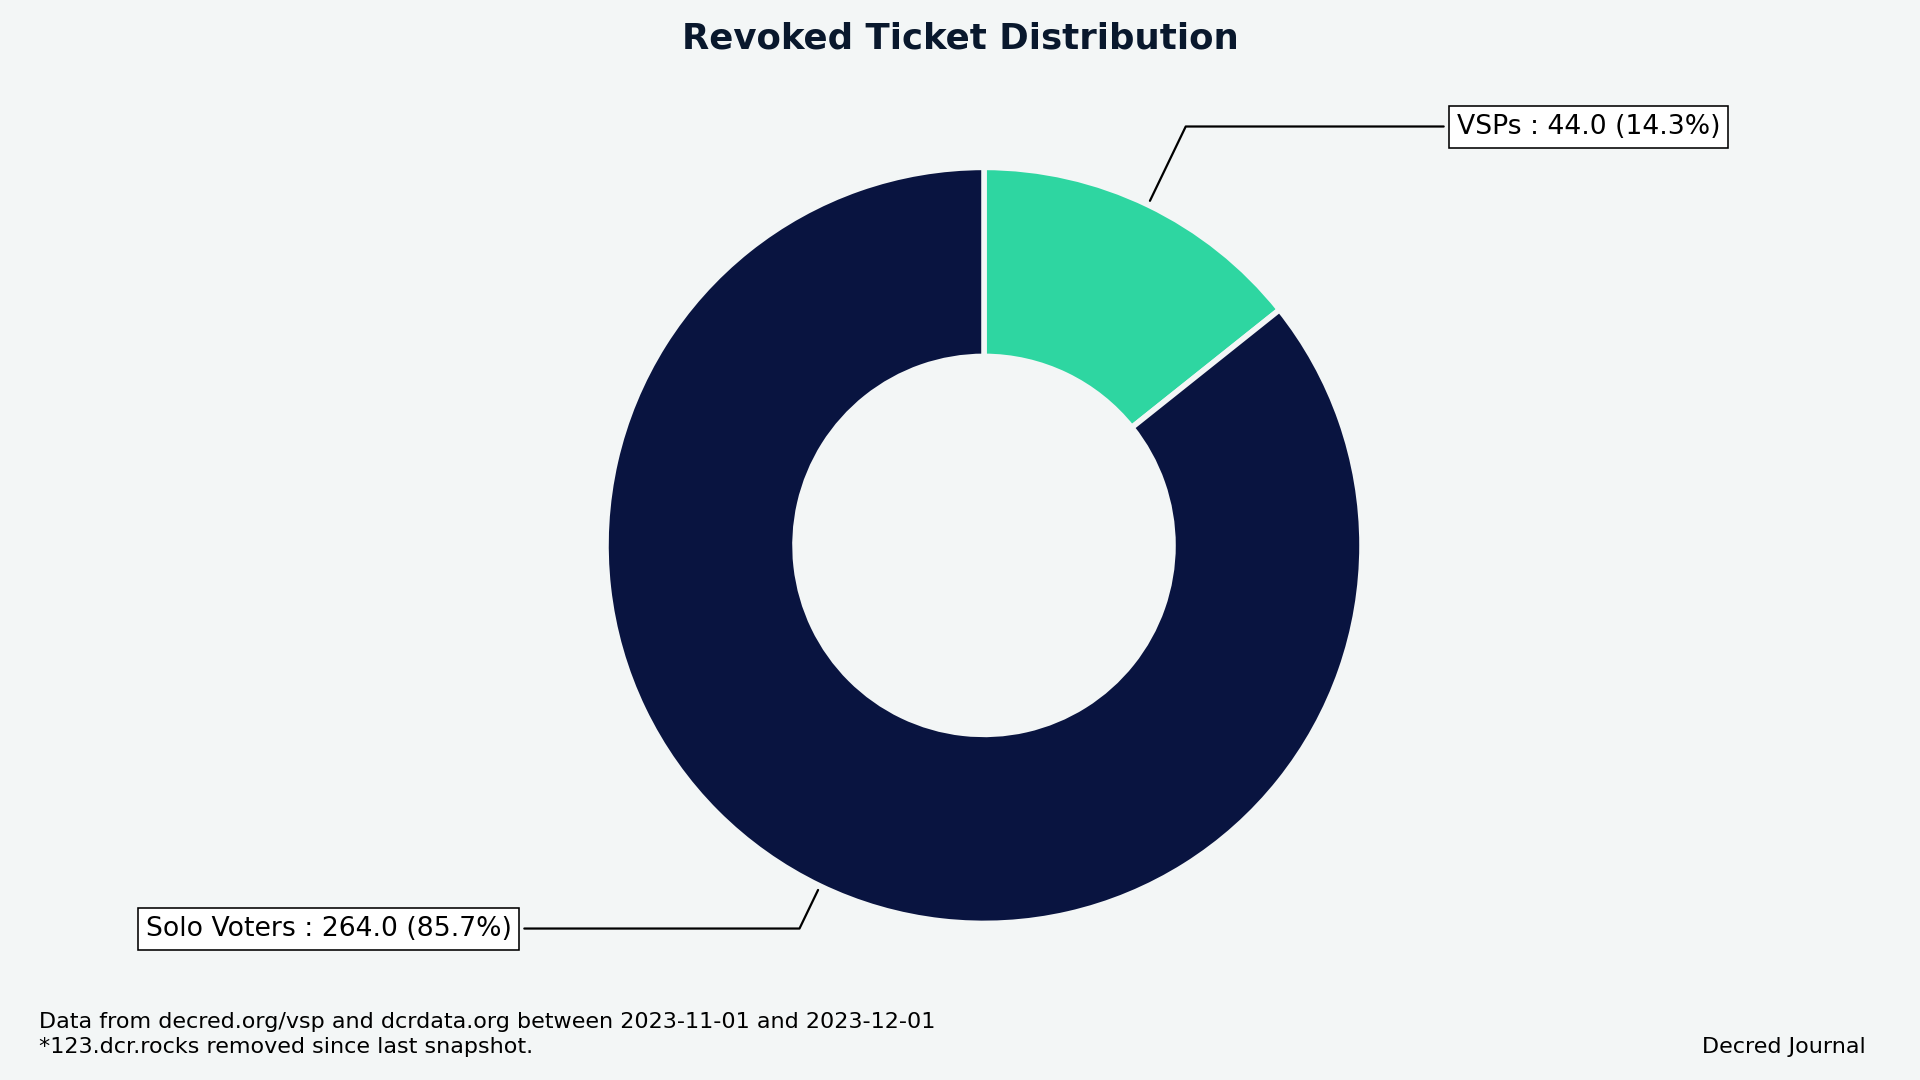 Revoked Ticket Distribution
VSPs : 44.0 (14.3%)
Solo Voters : 264.0 (85.7%)
Data from decred.org/vsp and dcrdata.org between 2023-11-01 and 2023-12-01
*123.dcr.rocks removed since last snapshot.
Decred Journal